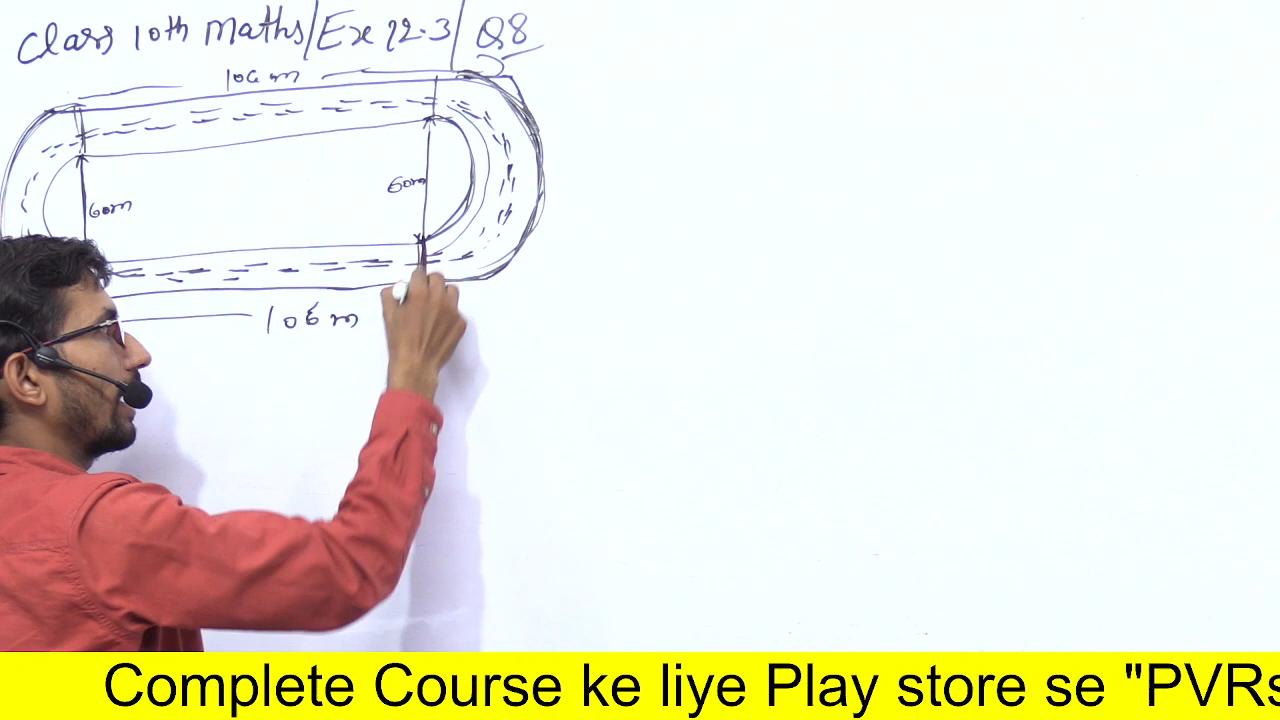 Class 10th Maths/Ex 12.3/Q8
106 m
60m
60m
106 m
Complete Course ke liye Play store se "PVRs